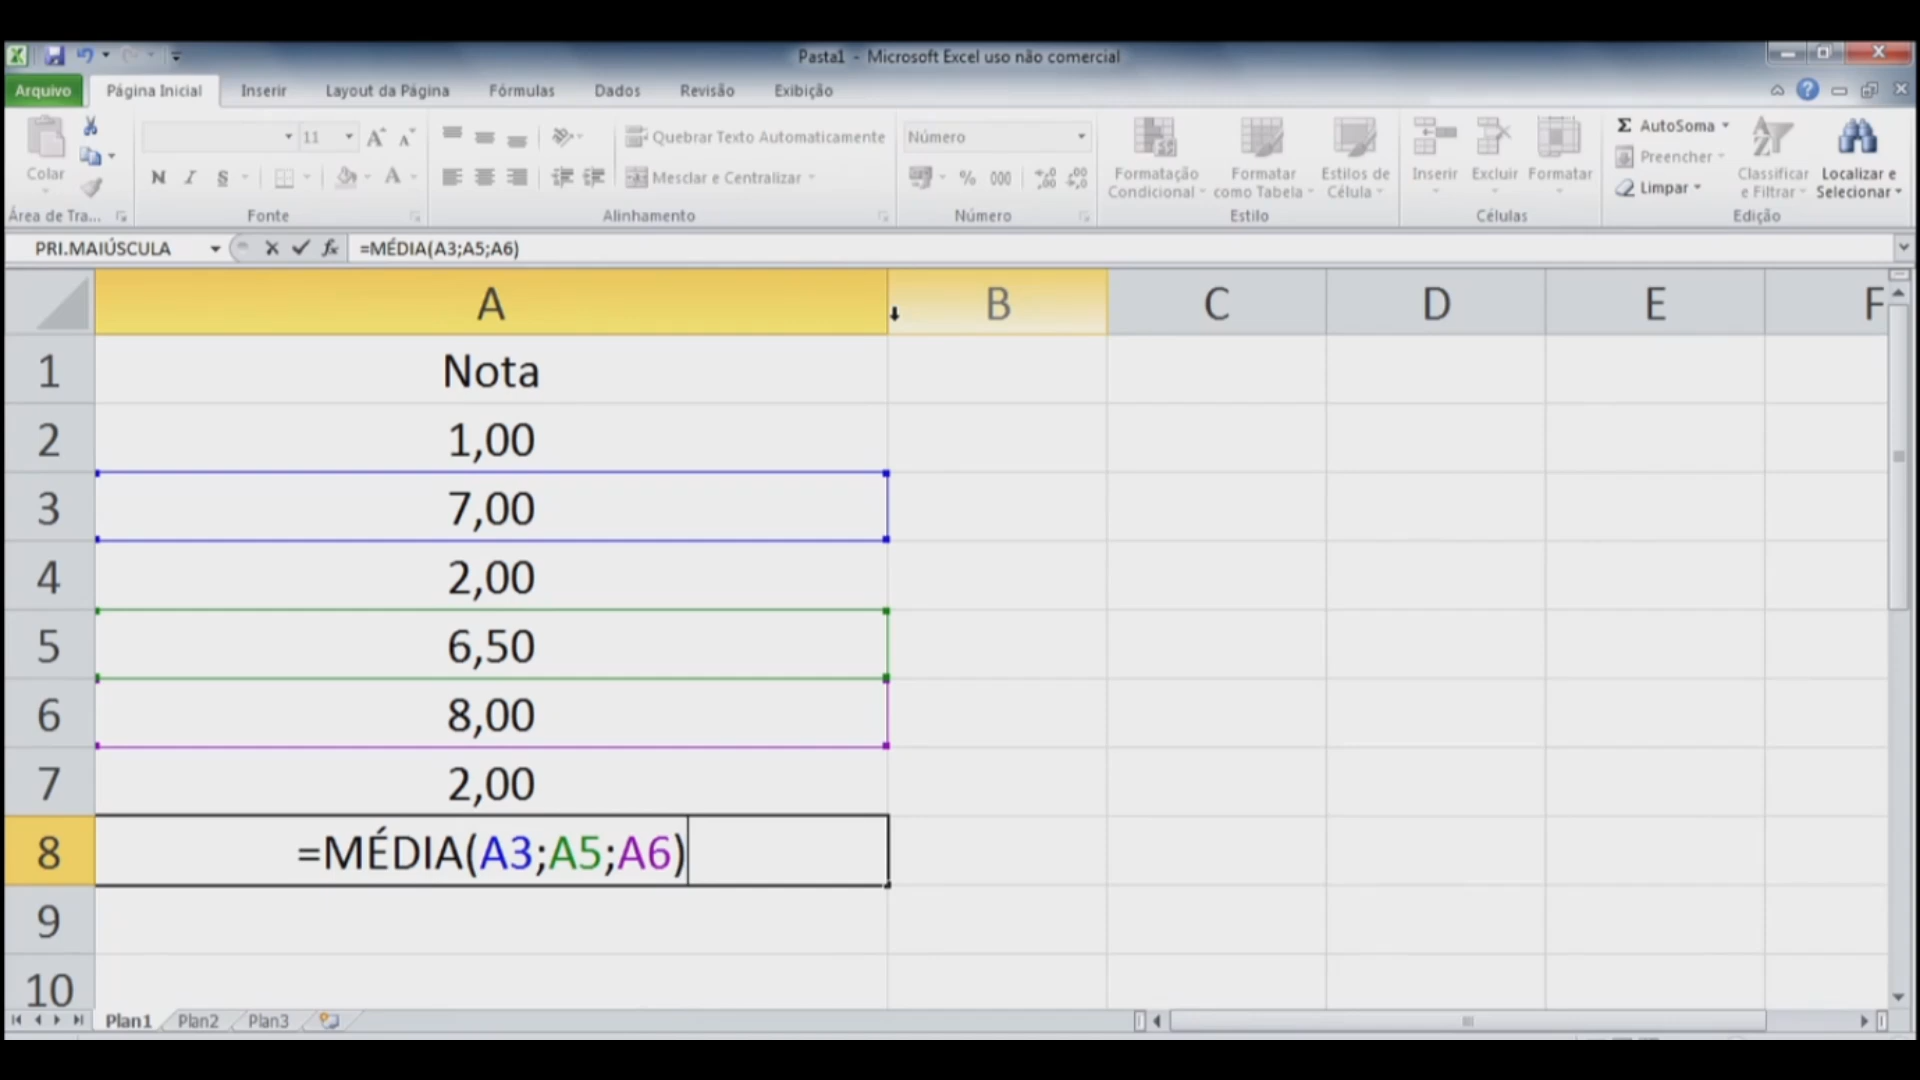 Pasta1 - Microsoft Excel uso não comercial
Arquivo Página Inicial Inserir Layout da Página Fórmulas Dados Revisão Exibição
11 Quebrar Texto Automaticamente Número AutoSoma
Preencher
Colar N I S Mesclar e Centralizar % 000 Formatação Condicional Formatar como Tabela Estilos de Célula Inserir Excluir Formatar Limpar Classificar e Filtrar Localizar e Selecionar
Área de Tra... Fonte Alinhamento Número Estilo Células Edição
PRI.MAIÚSCULA fx =MÉDIA(A3;A5;A6)
A B C D E F
1 Nota
2 1,00
3 7,00
4 2,00
5 6,50
6 8,00
7 2,00
8 =MÉDIA(A3;A5;A6)
9
10
Plan1 Plan2 Plan3